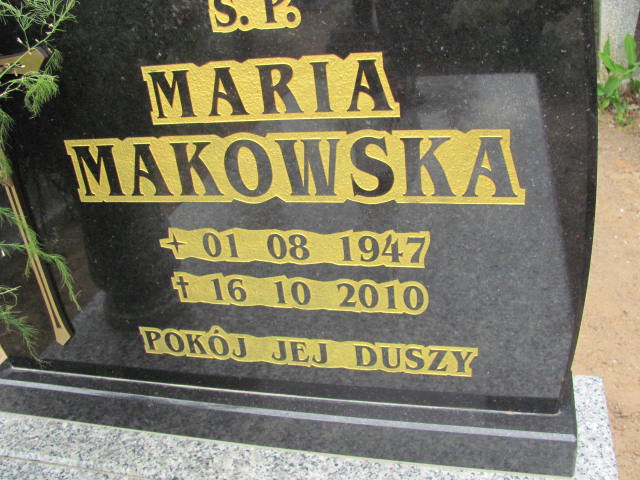 Ś. P.
MARIA
MAKOWSKA
+ 01 08 1947
† 16 10 2010
POKÓJ JEJ DUSZY